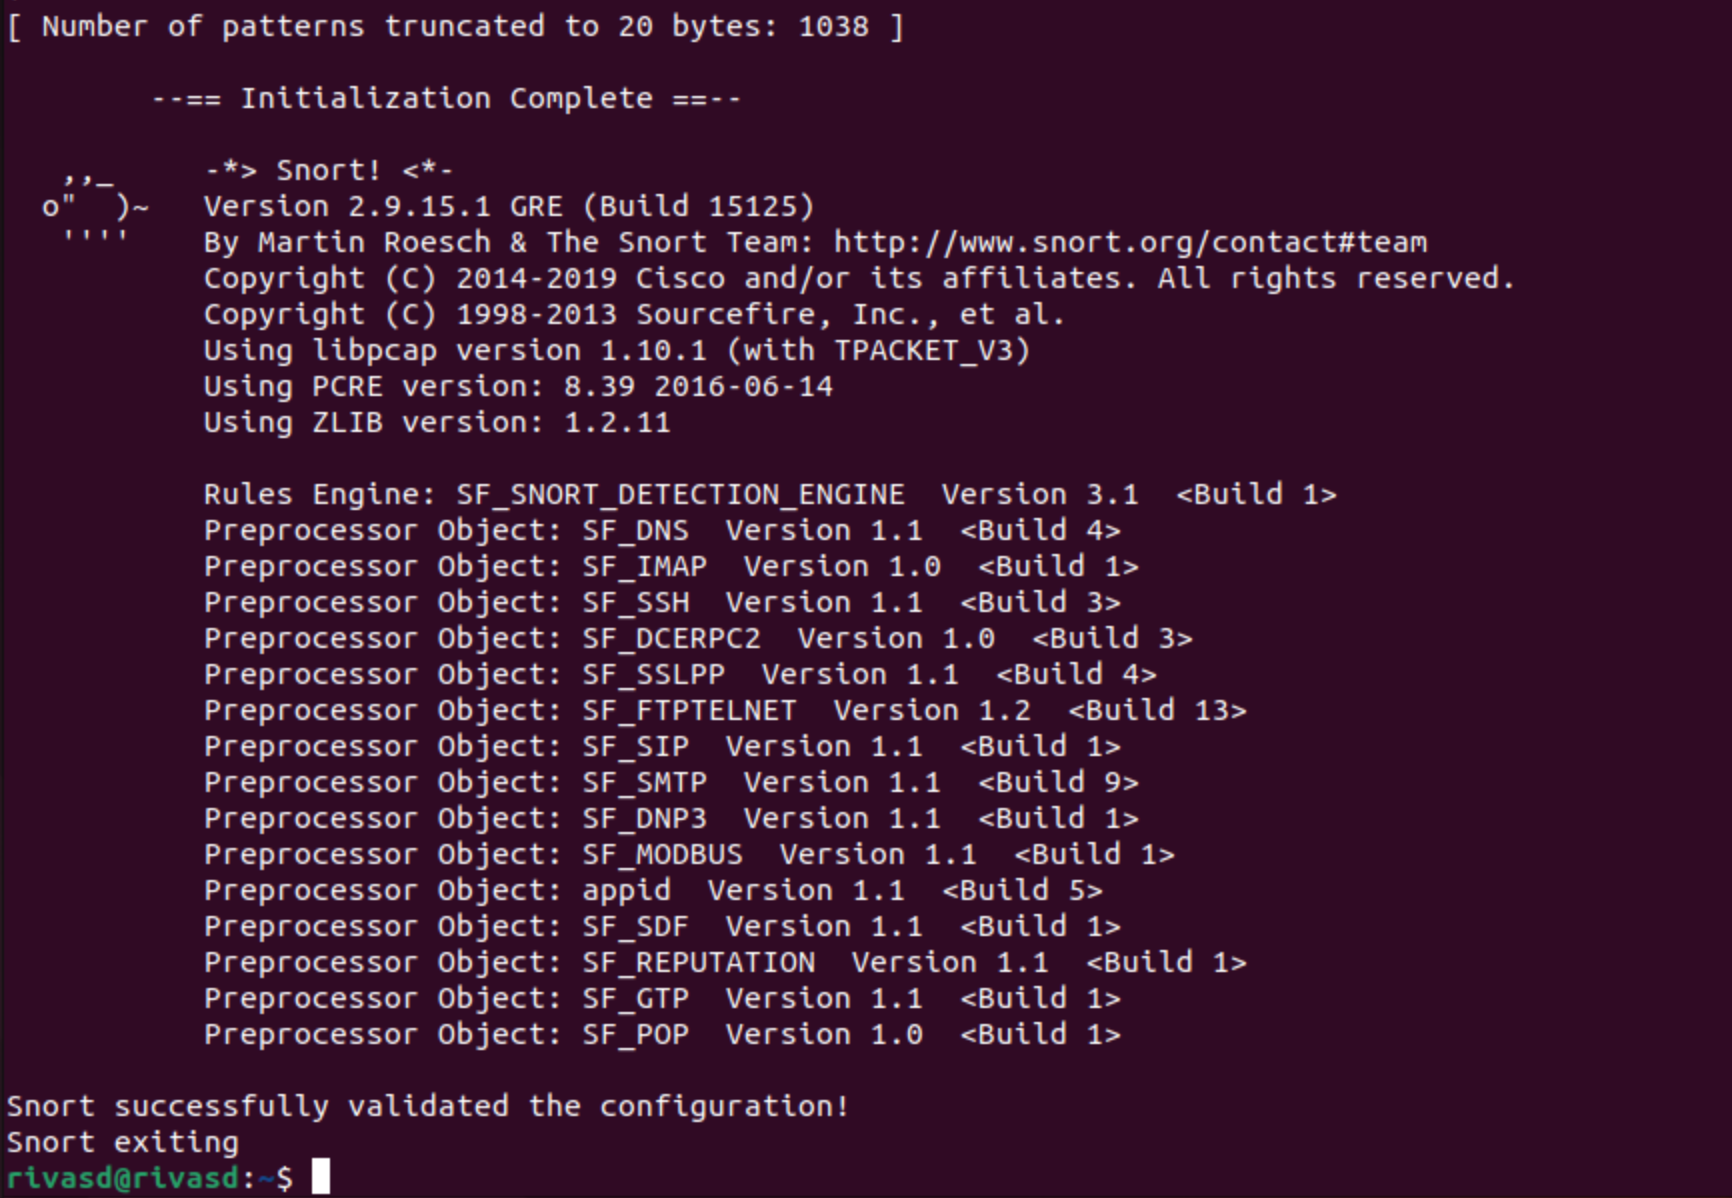 [ Number of patterns truncated to 20 bytes: 1038 ]
--== Initialization Complete ==--
,,_     -*> Snort! <*-
o"  )~   Version 2.9.15.1 GRE (Build 15125)
''''    By Martin Roesch & The Snort Team: http://www.snort.org/contact#team
Copyright (C) 2014-2019 Cisco and/or its affiliates. All rights reserved.
Copyright (C) 1998-2013 Sourcefire, Inc., et al.
Using libpcap version 1.10.1 (with TPACKET_V3)
Using PCRE version: 8.39 2016-06-14
Using ZLIB version: 1.2.11
Rules Engine: SF_SNORT_DETECTION_ENGINE  Version 3.1  <Build 1>
Preprocessor Object: SF_DNS  Version 1.1  <Build 4>
Preprocessor Object: SF_IMAP  Version 1.0  <Build 1>
Preprocessor Object: SF_SSH  Version 1.1  <Build 3>
Preprocessor Object: SF_DCERPC2  Version 1.0  <Build 3>
Preprocessor Object: SF_SSLPP  Version 1.1  <Build 4>
Preprocessor Object: SF_FTPTELNET  Version 1.2  <Build 13>
Preprocessor Object: SF_SIP  Version 1.1  <Build 1>
Preprocessor Object: SF_SMTP  Version 1.1  <Build 9>
Preprocessor Object: SF_DNP3  Version 1.1  <Build 1>
Preprocessor Object: SF_MODBUS  Version 1.1  <Build 1>
Preprocessor Object: appid  Version 1.1  <Build 5>
Preprocessor Object: SF_SDF  Version 1.1  <Build 1>
Preprocessor Object: SF_REPUTATION  Version 1.1  <Build 1>
Preprocessor Object: SF_GTP  Version 1.1  <Build 1>
Preprocessor Object: SF_POP  Version 1.0  <Build 1>
Snort successfully validated the configuration!
Snort exiting
rivasd@rivasd:~$